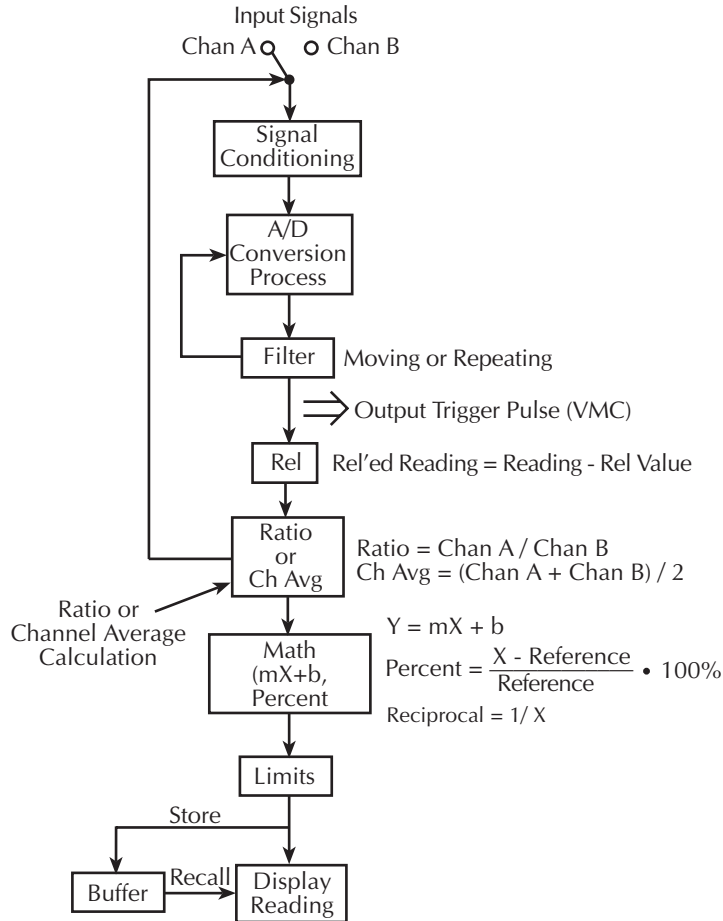 Input Signals
Chan A
Chan B
Signal
Conditioning
A/D
Conversion
Process
Filter
Moving or Repeating
Output Trigger Pulse (VMC)
Rel
Rel'ed Reading = Reading - Rel Value
Ratio
or
Ch Avg
Ratio = Chan A / Chan B
Ch Avg = (Chan A + Chan B) / 2
Ratio or
Channel Average
Calculation
Math
(mX+b,
Percent
Y = mX + b
Percent = X - Reference / Reference • 100%
Reciprocal = 1/ X
Limits
Store
Buffer
Recall
Display
Reading